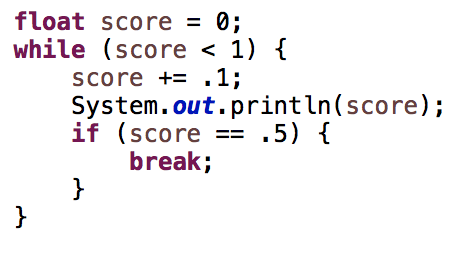 float score = 0;
while (score < 1) {
    score += .1;
    System.out.println(score);
    if (score == .5) {
        break;
    }
}